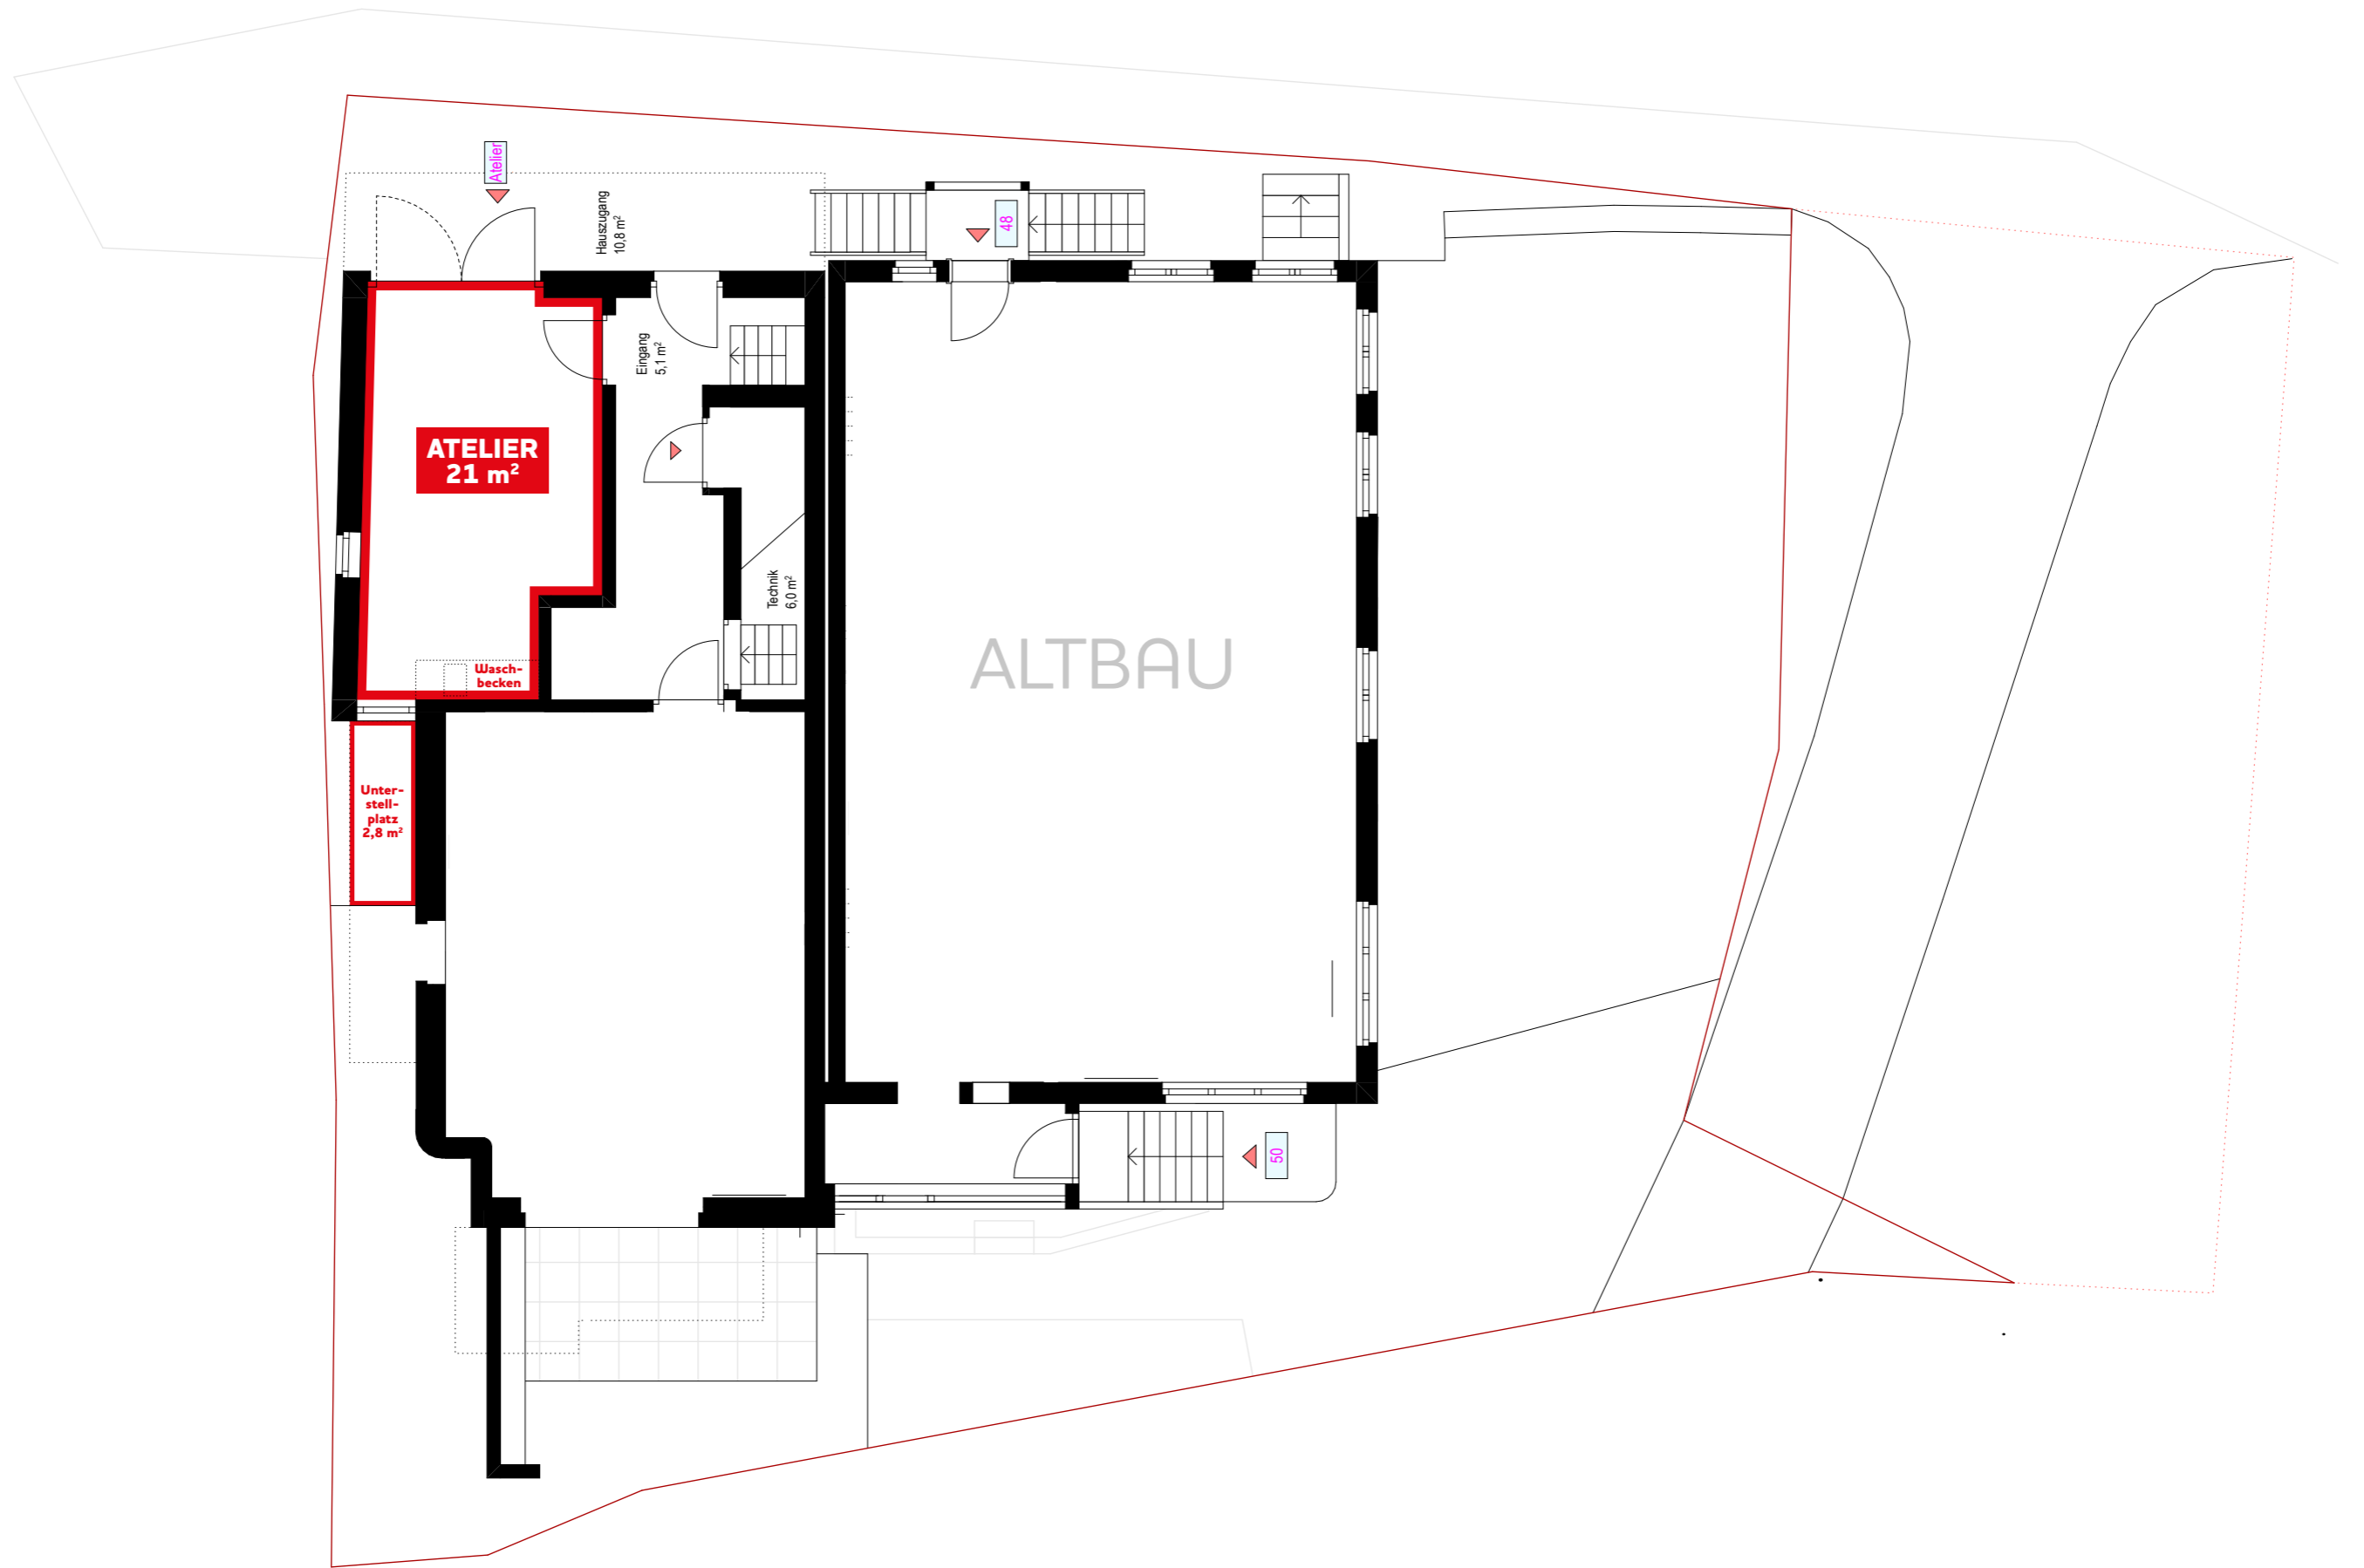 Atelier
Hauszugang
10,8 m²
48
Eingang
5,1 m²
ATELIER
21 m²
Technik
6,0 m²
ALTBAU
Wasch-
becken
Unter-
stell-
platz
2,8 m²
50